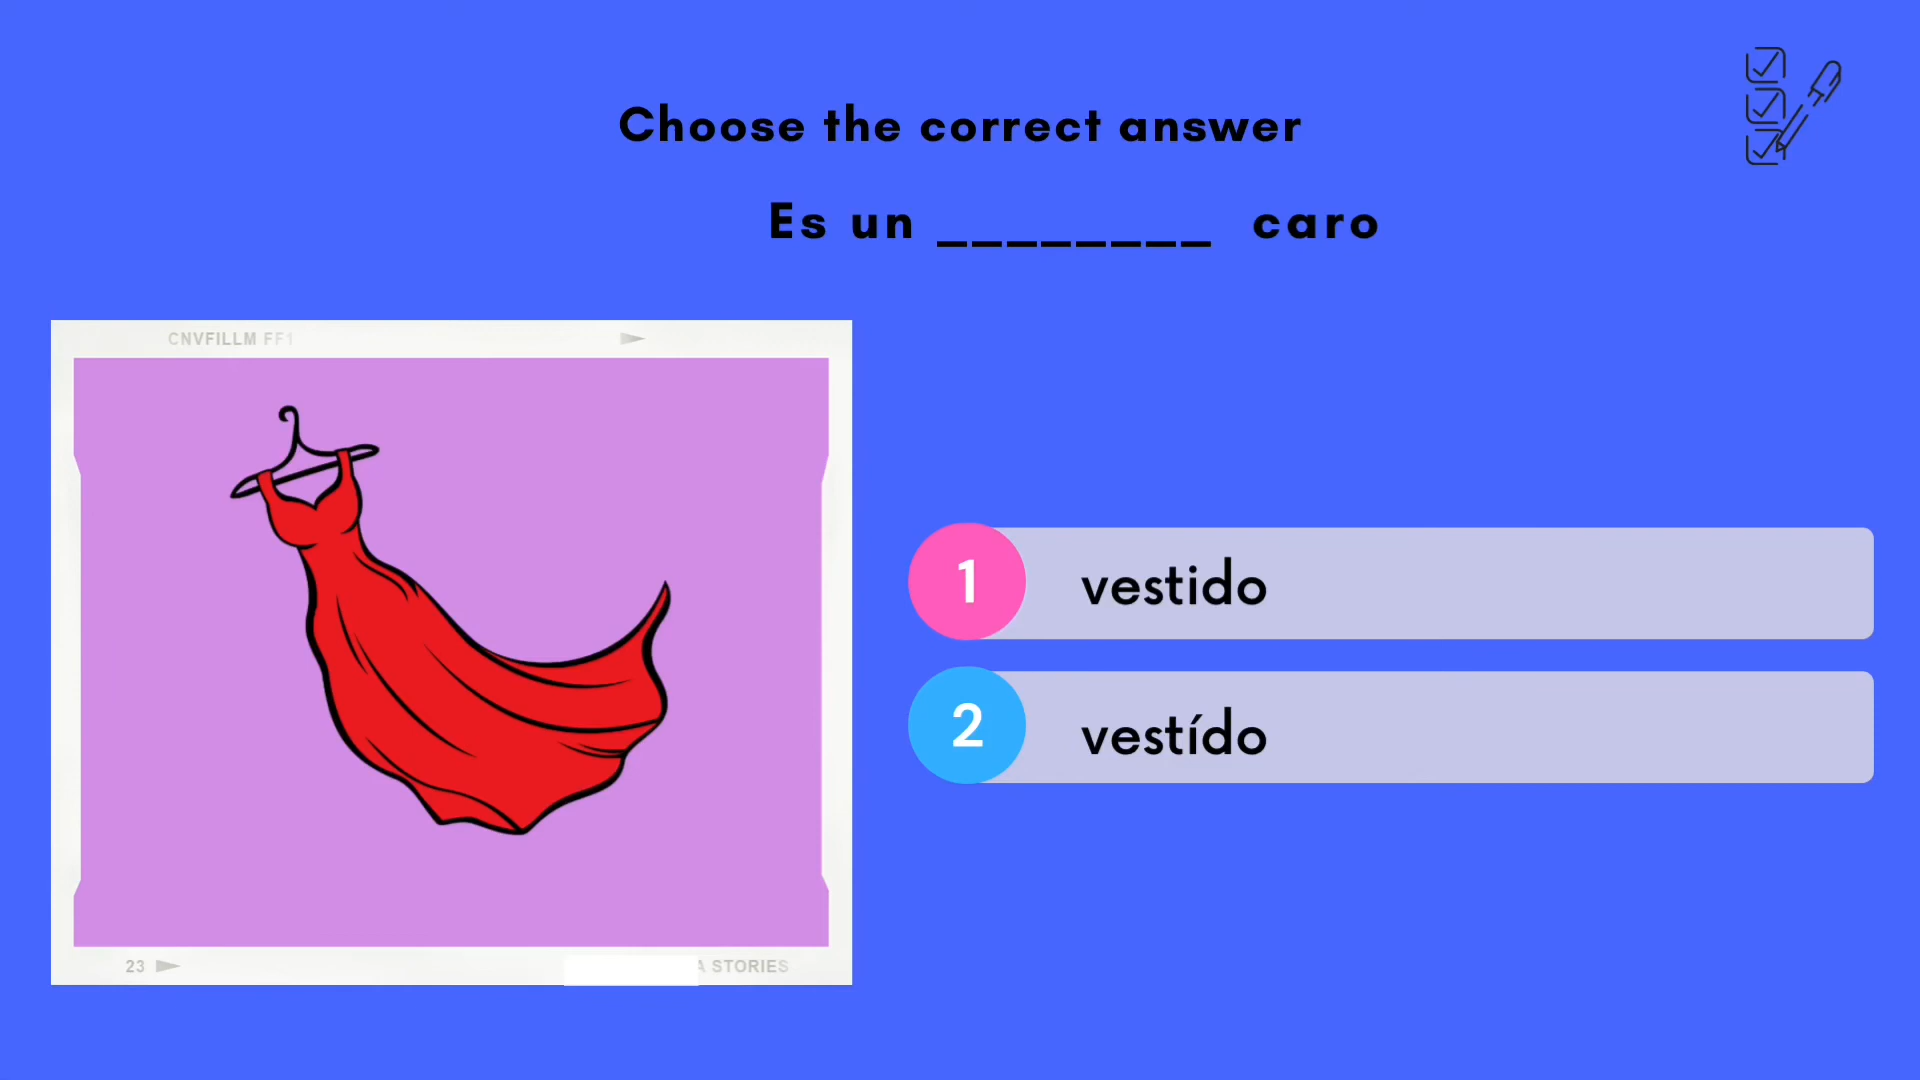 Choose the correct answer
Es un ________ caro
CNVFILLM FF1
1 vestido
2 vestído
23
STORIES